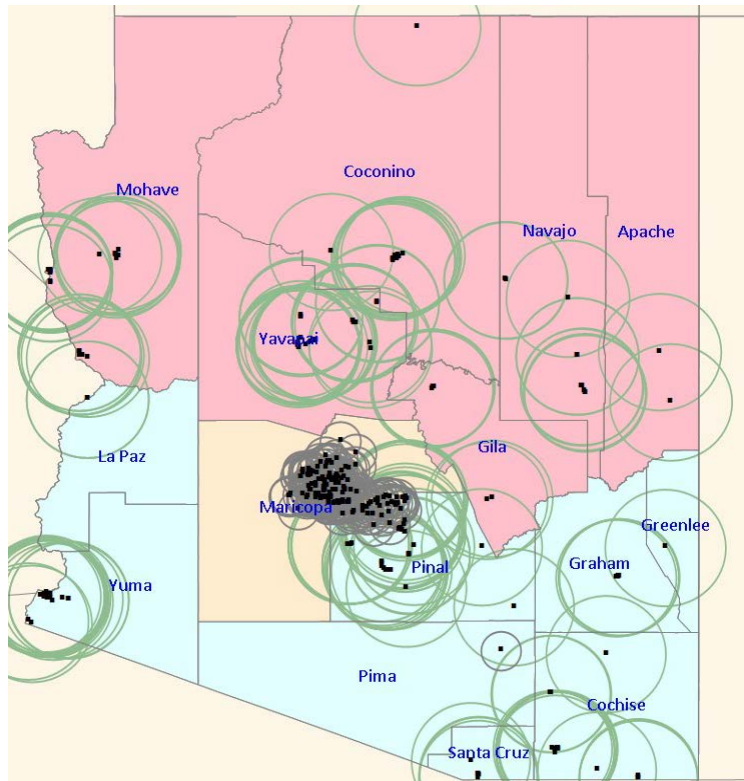 Coconino
Mohave
Navajo
Apache
Yavapai
Gila
La Paz
Maricopa
Greenlee
Graham
Pinal
Yuma
Pima
Cochise
Santa Cruz